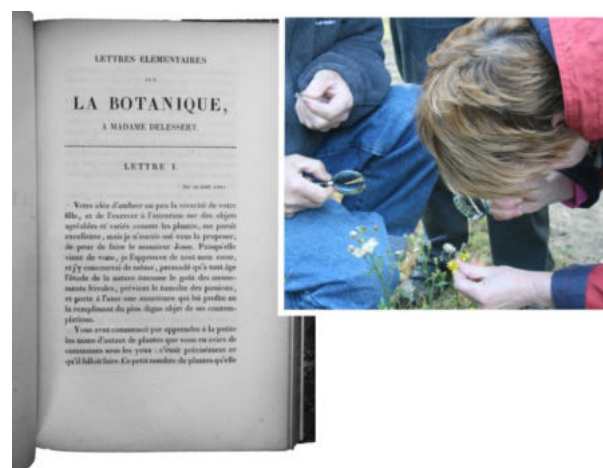 LETTRES ELEMENTAIRES
SUR
LA BOTANIQUE,
A MADAME DELESSERT.
LETTRE I.
Votre idée d'amuser un peu la vivacité de votre
fille, et de l'exercer à l'attention sur des objets
agréables et variés comme les plantes, me paroît
excellente, mais je n'aurois osé vous la proposer,
de peur de faire le monsieur Josse. Puisqu'elle
vient de vous, je l'approuve de tout mon cœur,
et j'y concourrai de même, persuadé qu'à tout âge
l'étude de la nature émousse le goût des amuse-
ments frivoles, prévient le tumulte des passions,
et porte à l'ame une nourriture qui lui profite en
la remplissant du plus digne objet de ses contem-
plations.
Vous avez commencé par apprendre à la petite
les noms d'autant de plantes que vous en aviez de
communes sous les yeux : c'étoit précisément ce
qu'il falloit faire. Ce petit nombre de plantes qu'elle